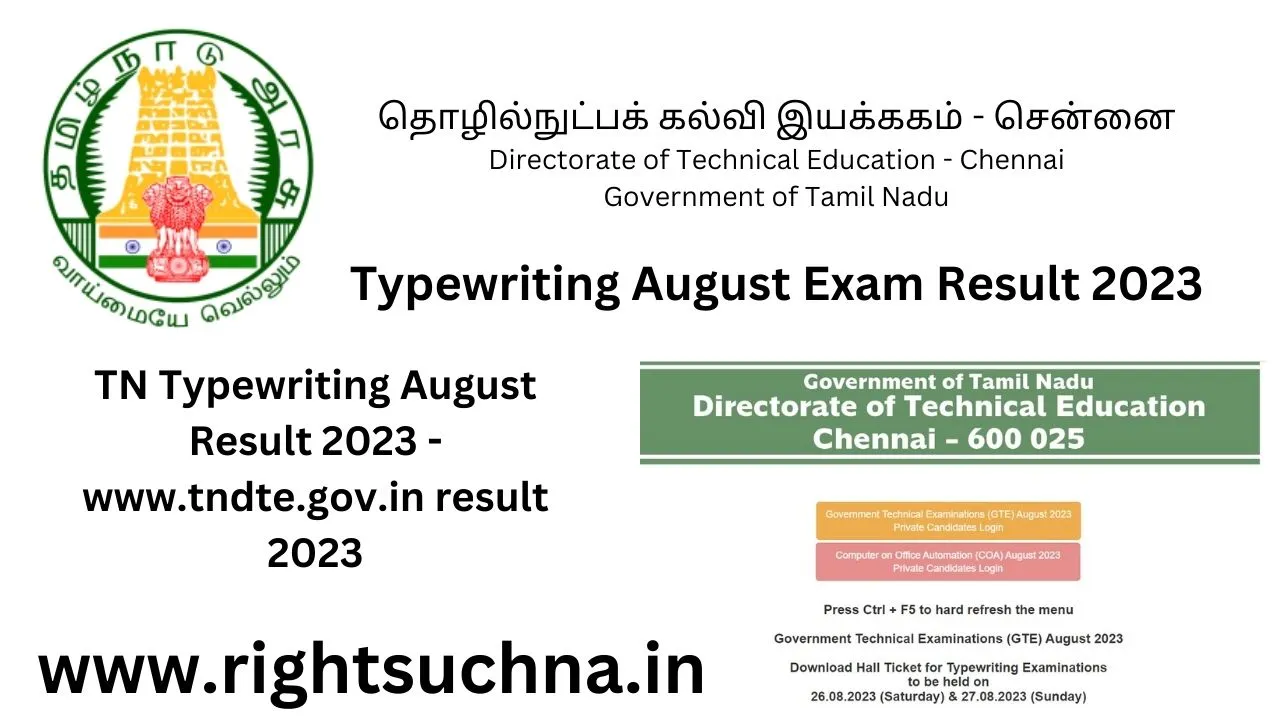 தமிழ்நாடு அரசு
வாய்மையே வெல்லும்
தொழில்நுட்பக் கல்வி இயக்ககம் - சென்னை
Directorate of Technical Education - Chennai
Government of Tamil Nadu
Typewriting August Exam Result 2023
TN Typewriting August
Result 2023 -
www.tndte.gov.in result
2023
www.rightsuchna.in
Government of Tamil Nadu
Directorate of Technical Education
Chennai – 600 025
Government Technical Examinations (GTE) August 2023
Private Candidates Login
Computer on Office Automation (COA) August 2023
Private Candidates Login
Press Ctrl + F5 to hard refresh the menu
Government Technical Examinations (GTE) August 2023
Download Hall Ticket for Typewriting Examinations
to be held on
26.08.2023 (Saturday) & 27.08.2023 (Sunday)